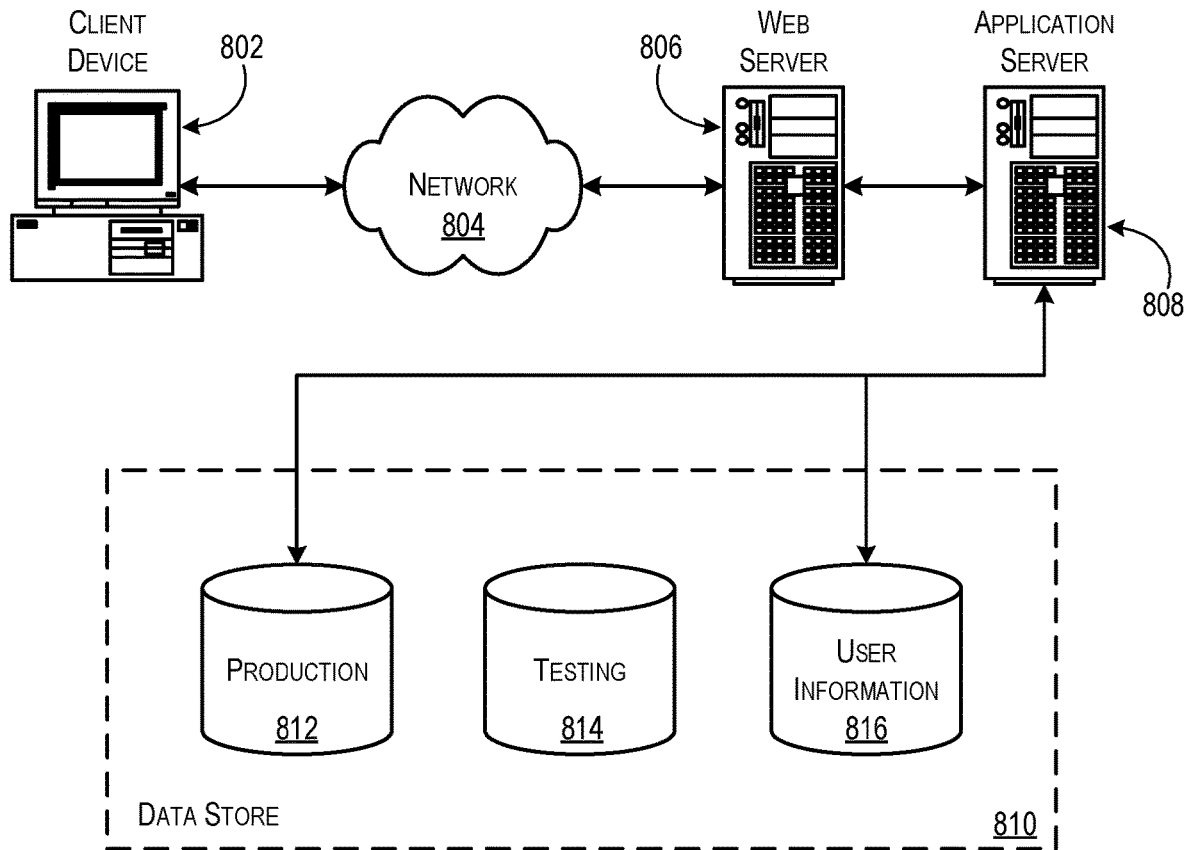 CLIENT
DEVICE
802
NETWORK
804
806
WEB
SERVER
APPLICATION
SERVER
808
PRODUCTION
812
TESTING
814
USER
INFORMATION
816
DATA STORE
810